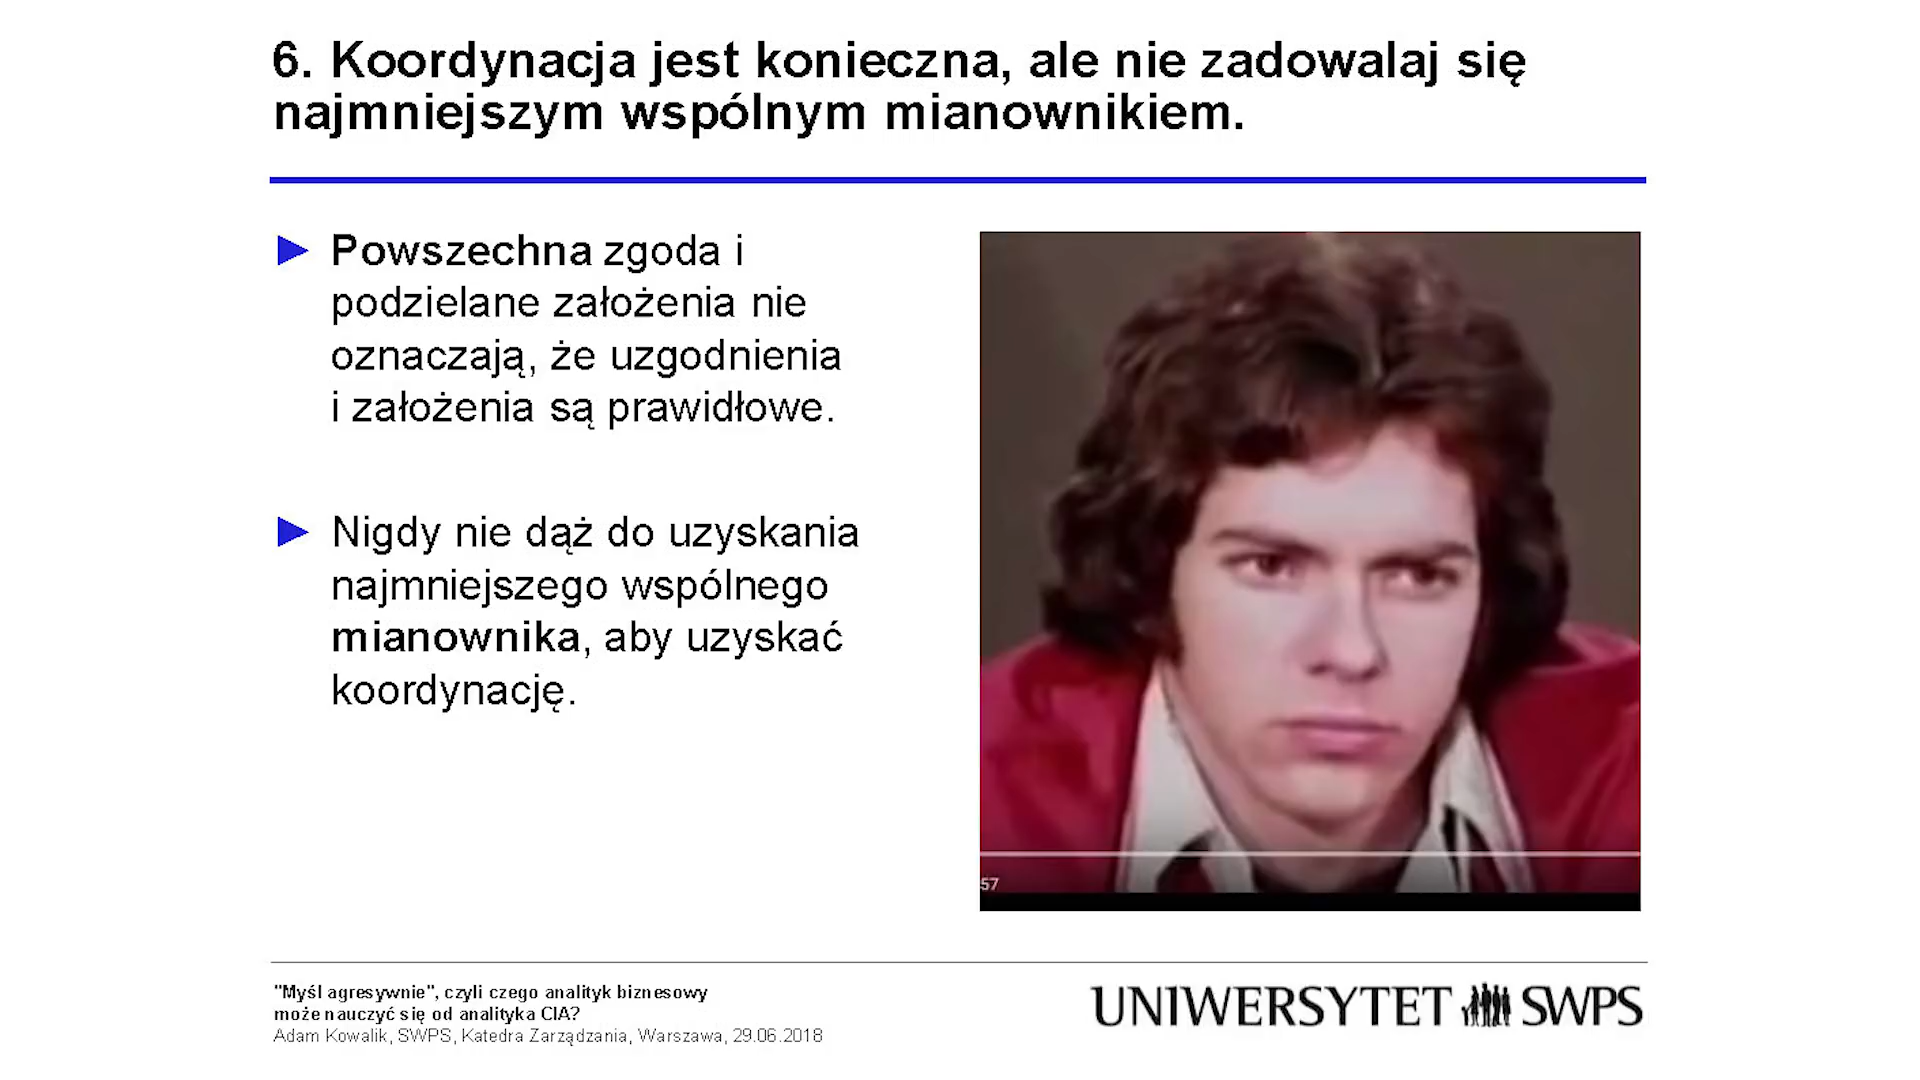 6. Koordynacja jest konieczna, ale nie zadowalaj się
najmniejszym wspólnym mianownikiem.
► Powszechna zgoda i
podzielane założenia nie
oznaczają, że uzgodnienia
i założenia są prawidłowe.
► Nigdy nie dąż do uzyskania
najmniejszego wspólnego
mianownika, aby uzyskać
koordynację.
57
"Myśl agresywnie", czyli czego analityk biznesowy
może nauczyć się od analityka CIA?
Adam Kowalik, SWPS, Katedra Zarządzania, Warszawa, 29.06.2018
UNIWERSYTET SWPS